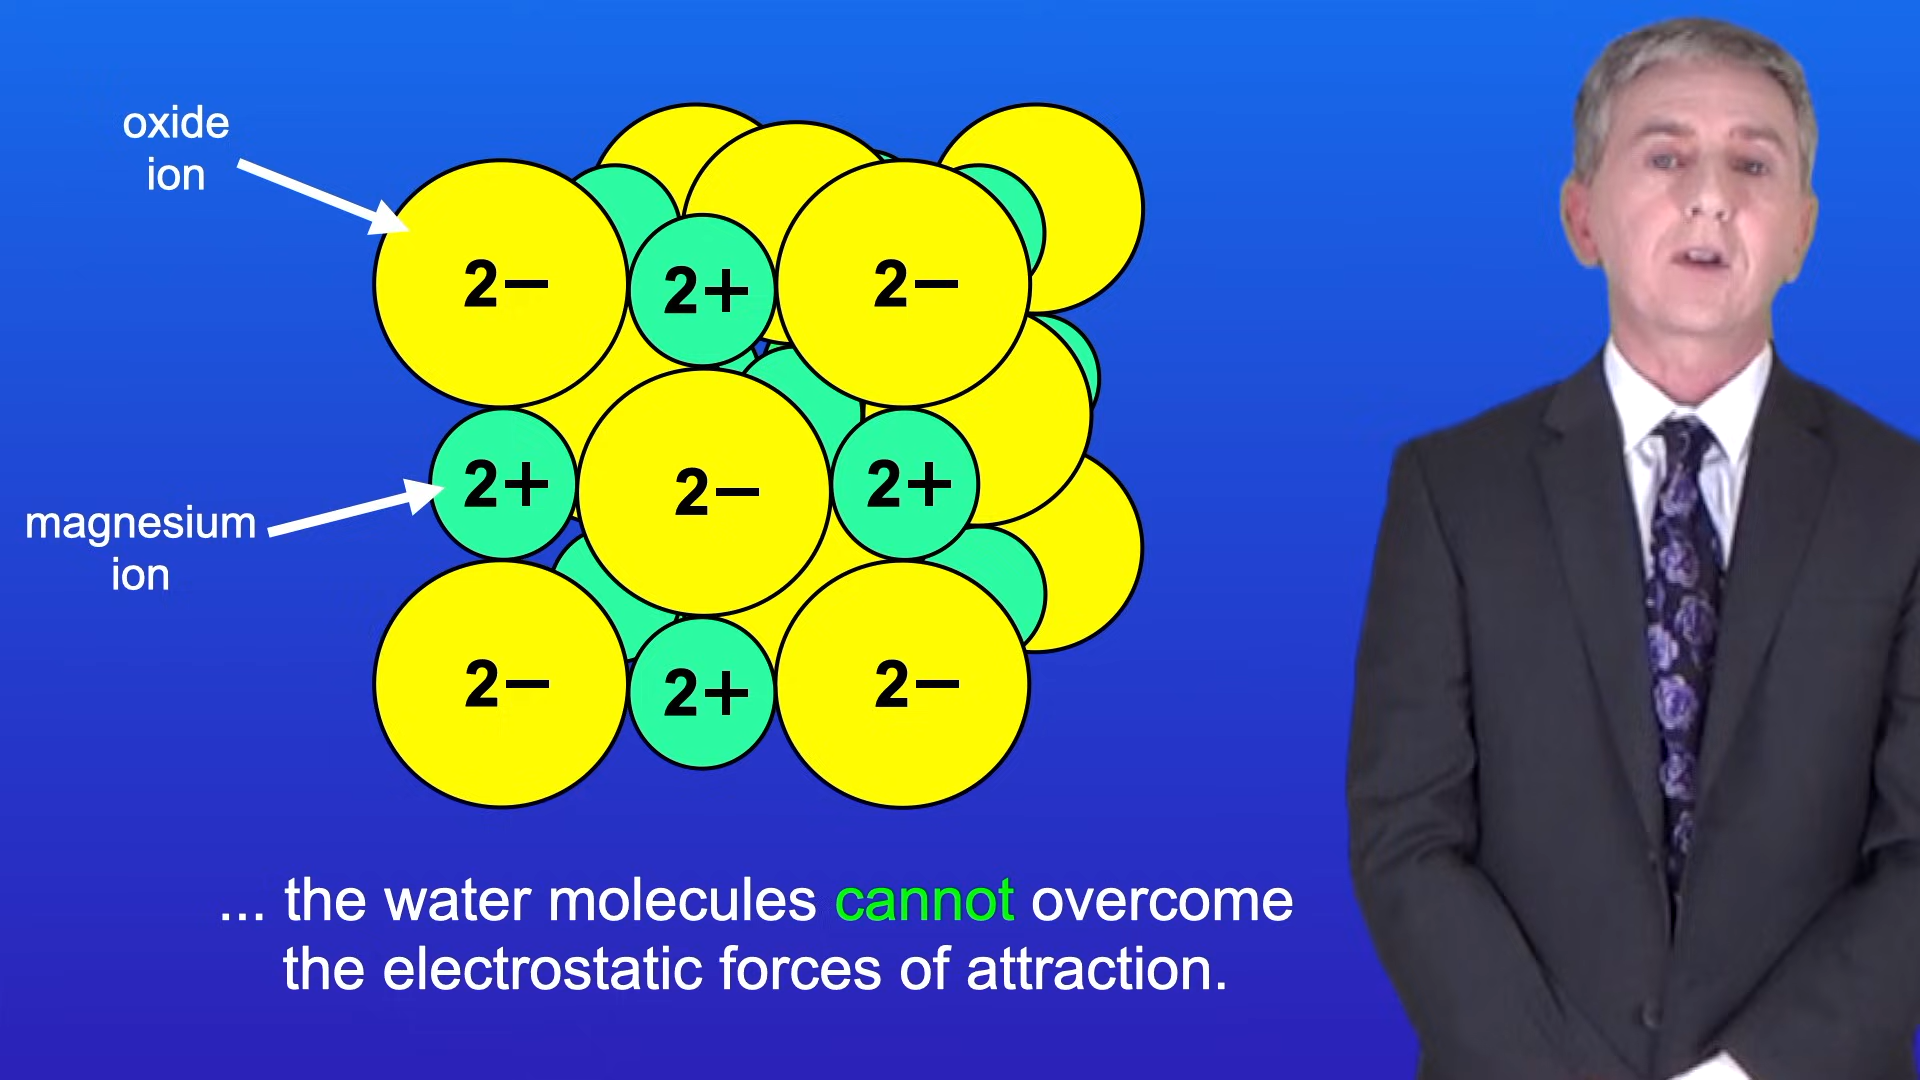 oxide
ion
2−
2+
2−
magnesium
ion
2+
2−
2+
2−
2+
2−
... the water molecules cannot overcome
the electrostatic forces of attraction.